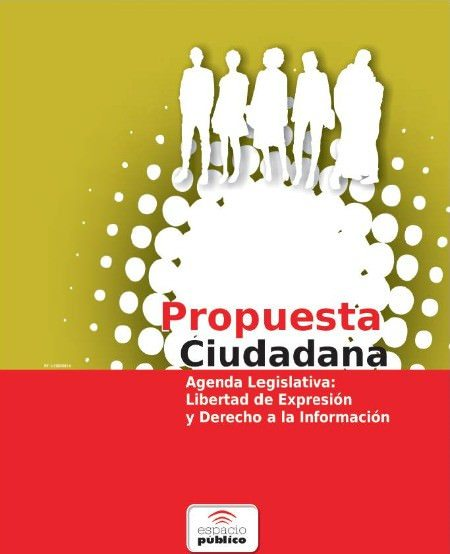 Propuesta
Ciudadana
Agenda Legislativa:
Libertad de Expresión
y Derecho a la Información
espacio
público